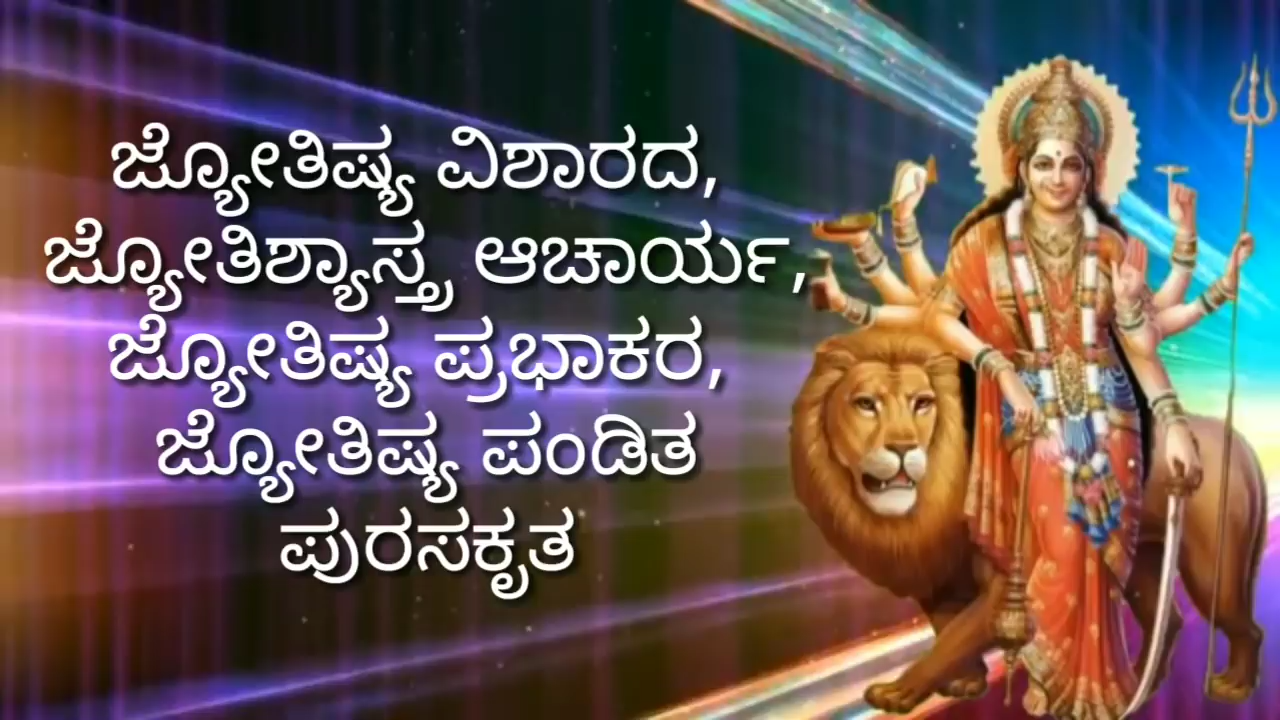 ಜ್ಯೋತಿಷ್ಯ ವಿಶಾರದ,
ಜ್ಯೋತಿಶ್ಯಾಸ್ತ್ರ ಆಚಾರ್ಯ,
ಜ್ಯೋತಿಷ್ಯ ಪ್ರಭಾಕರ,
ಜ್ಯೋತಿಷ್ಯ ಪಂಡಿತ
ಪುರಸಕೃತ